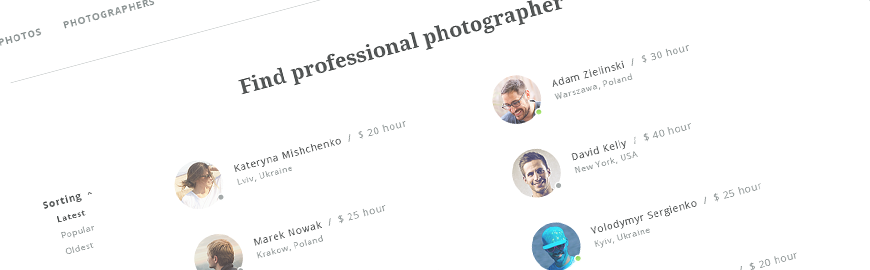 PHOTOS
PHOTOGRAPHERS
Find professional photographer
Sorting
Latest
Popular
Oldest
Kateryna Mishchenko / $ 20 hour
Lviv, Ukraine
Marek Nowak / $ 25 hour
Krakow, Poland
Adam Zielinski / $ 30 hour
Warszawa, Poland
David Kelly / $ 40 hour
New York, USA
Volodymyr Sergienko / $ 25 hour
Kyiv, Ukraine
/ $ 20 hour